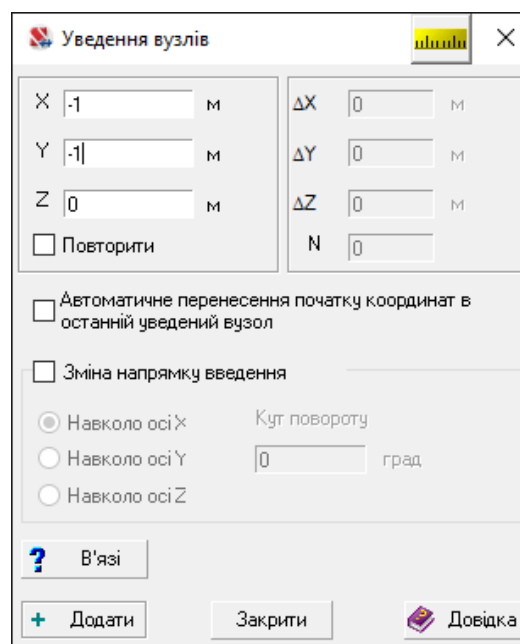 Уведення вузлів
X -1 м ΔX 0 м
Y -1 м ΔY 0 м
Z 0 м ΔZ 0 м
Повторити N 0
Автоматичне перенесення початку координат в
останній уведений вузол
Зміна напрямку введення
Навколо осі X Кут повороту
Навколо осі Y 0 град
Навколо осі Z
? В'язі
+ Додати Закрити Довідка